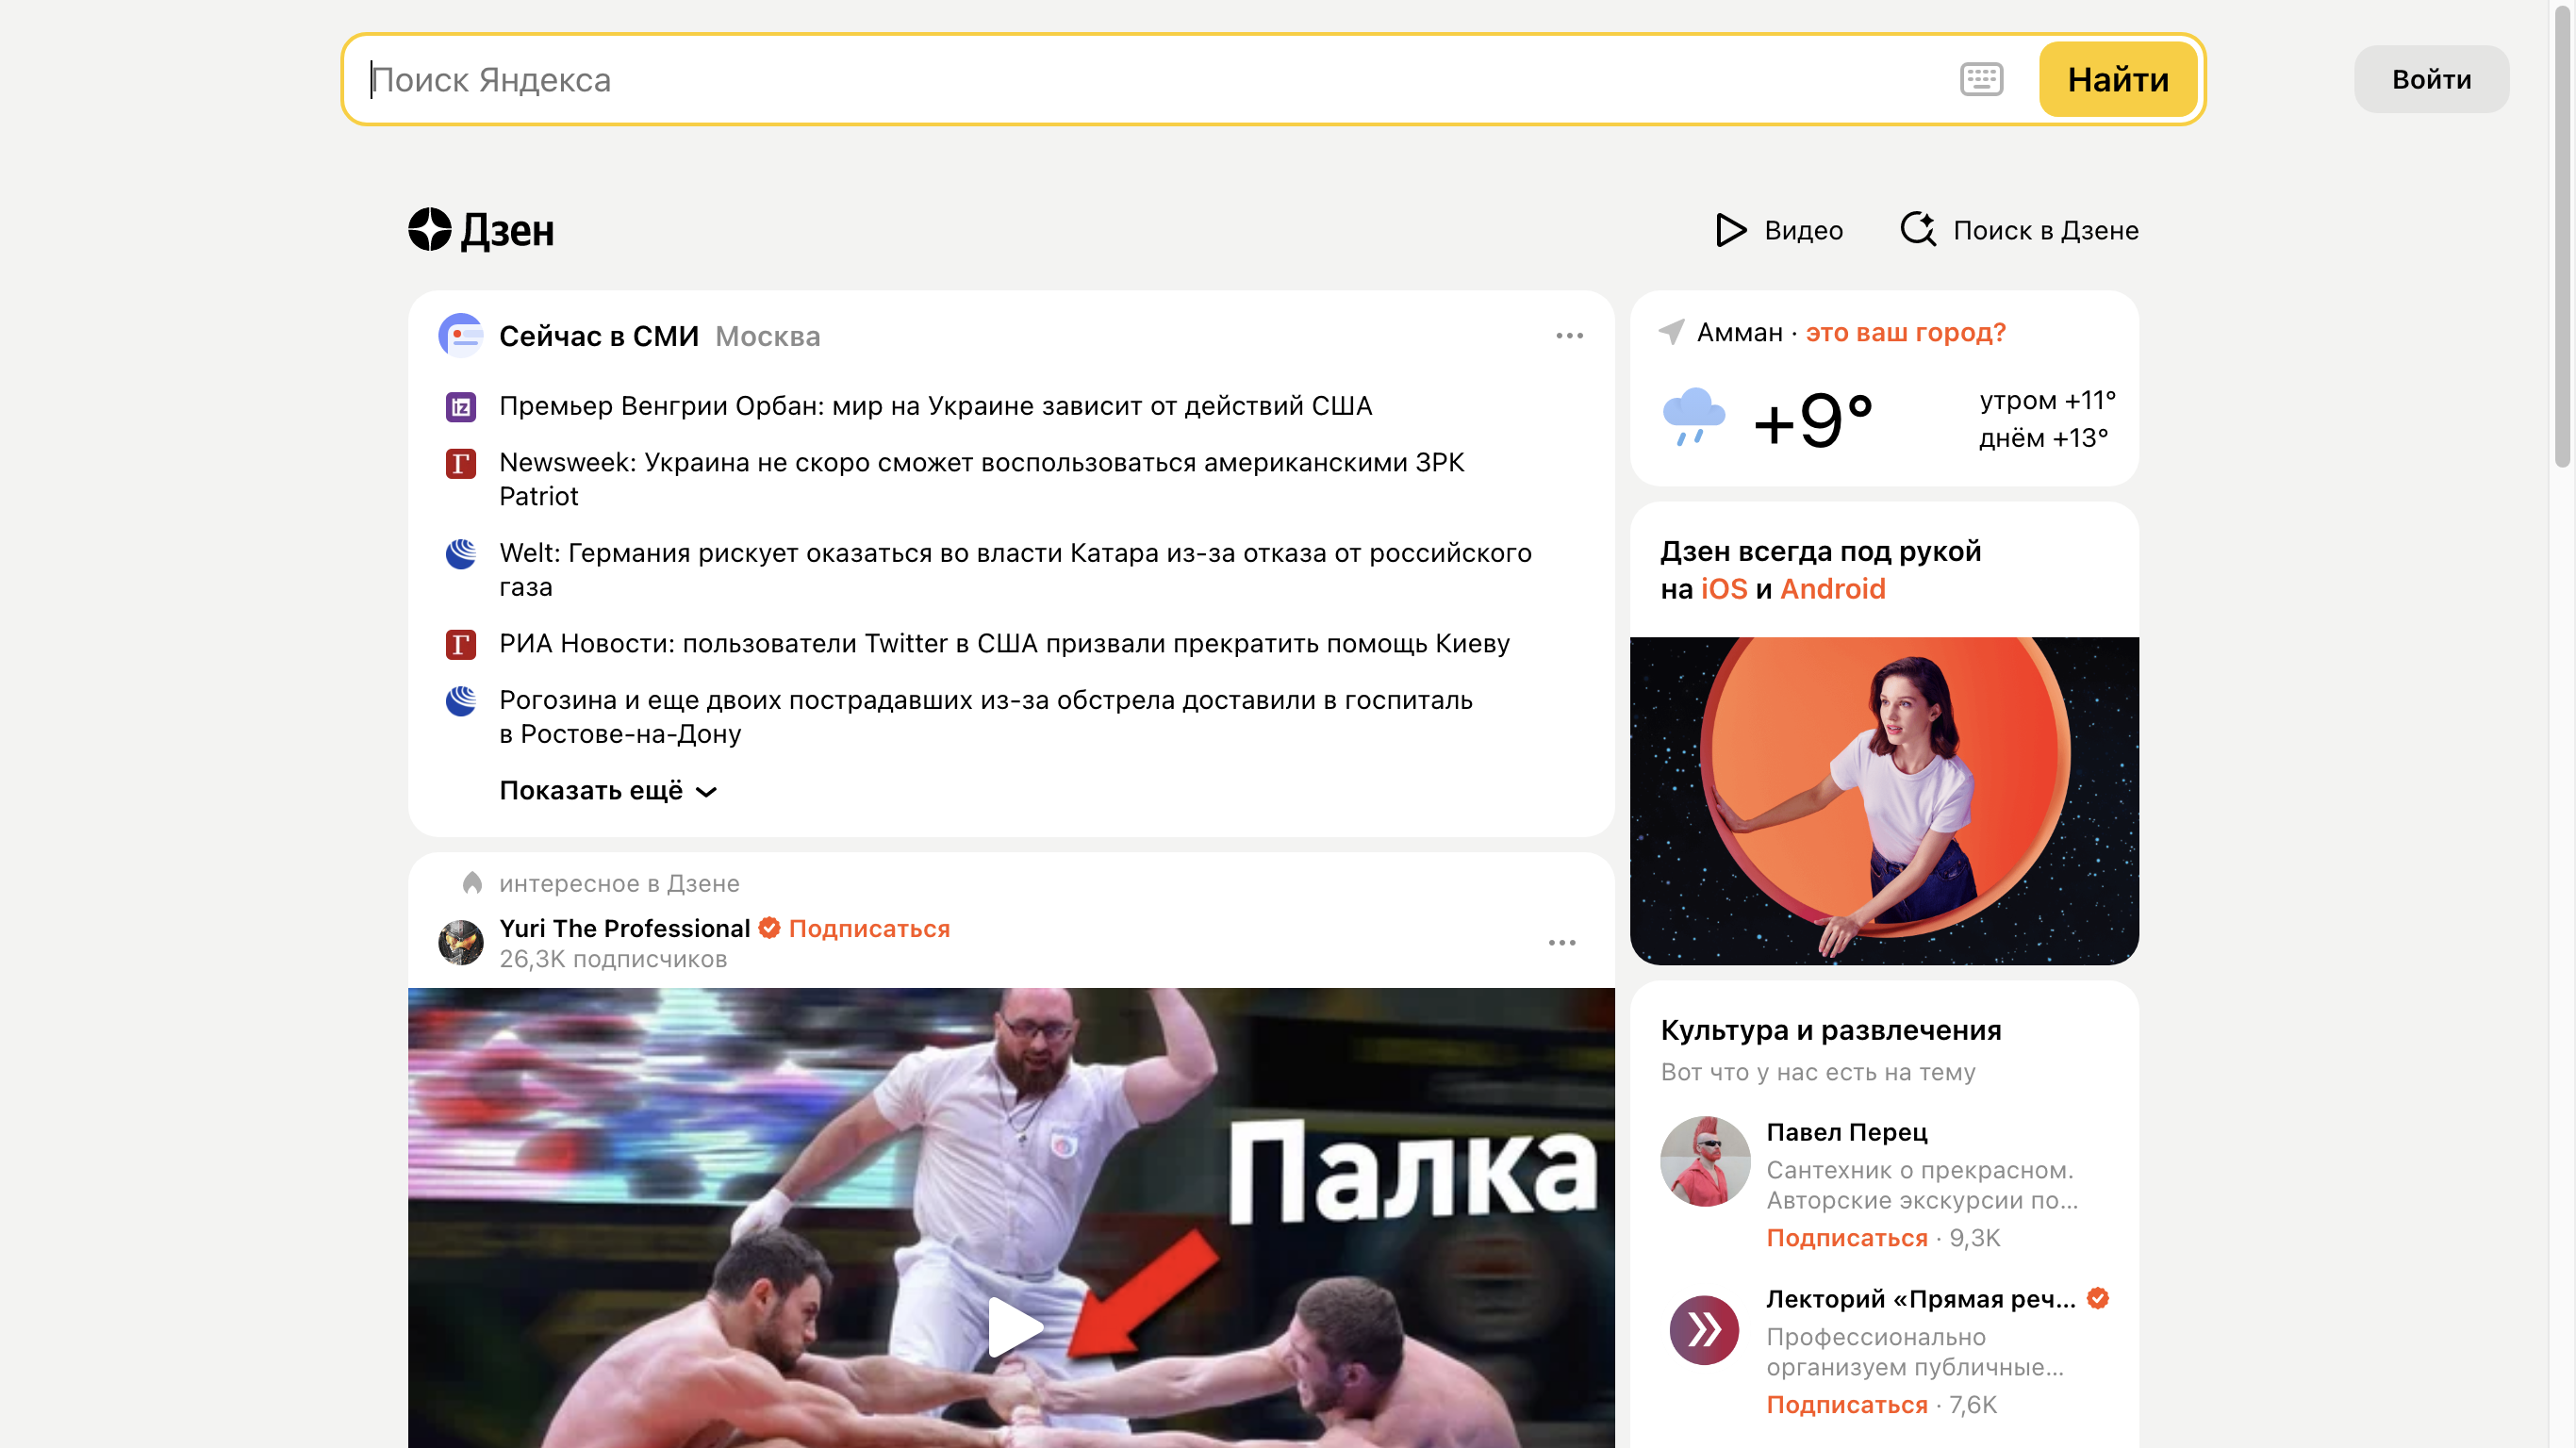 Поиск Яндекса
Найти
Войти
Дзен
Видео
Поиск в Дзене
Сейчас в СМИ Москва
Премьер Венгрии Орбан: мир на Украине зависит от действий США
Newsweek: Украина не скоро сможет воспользоваться американскими ЗРК
Patriot
Welt: Германия рискует оказаться во власти Катара из-за отказа от российского
газа
РИА Новости: пользователи Twitter в США призвали прекратить помощь Киеву
Рогозина и еще двоих пострадавших из-за обстрела доставили в госпиталь
в Ростове-на-Дону
Показать ещё
интересное в Дзене
Yuri The Professional Подписаться
26,3K подписчиков
Палка
Амман · это ваш город?
+9°
утром +11°
днём +13°
Дзен всегда под рукой
на iOS и Android
Культура и развлечения
Вот что у нас есть на тему
Павел Перец
Сантехник о прекрасном.
Авторские экскурсии по...
Подписаться · 9,3K
Лекторий «Прямая реч...
Профессионально
организуем публичные...
Подписаться · 7,6K